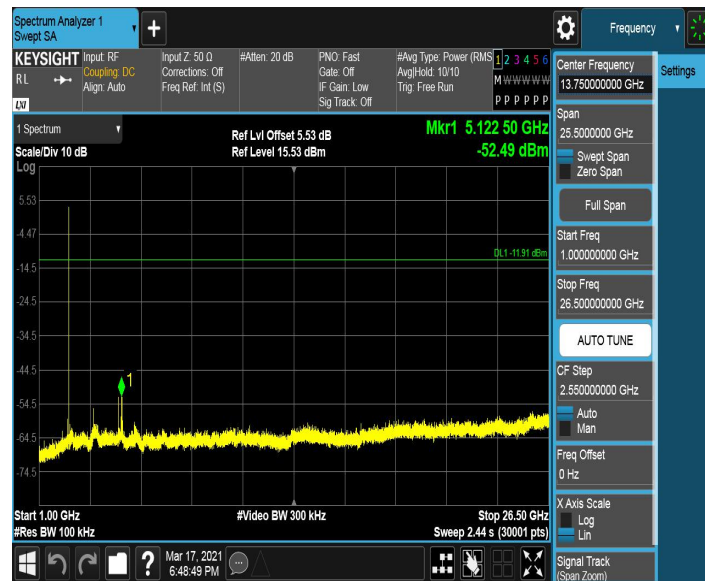 Spectrum Analyzer 1
Swept SA
+
Frequency
KEYSIGHT
RL
LXI
Input: RF
Coupling: DC
Align: Auto
Input Z: 50 Ω
Corrections: Off
Freq Ref: Int (S)
#Atten: 20 dB
PNO: Fast
Gate: Off
IF Gain: Low
Sig Track: Off
#Avg Type: Power (RMS
Avg|Hold: 10/10
Trig: Free Run
1 2 3 4 5 6
M W W W W W
P P P P P P
1 Spectrum
Scale/Div 10 dB
Log
Ref Lvl Offset 5.53 dB
Ref Level 15.53 dBm
Mkr1 5.122 50 GHz
-52.49 dBm
5.53
-4.47
-14.5
-24.5
-34.5
-44.5
-54.5
-64.5
-74.5
DL1 -11.91 dBm
1
Start 1.00 GHz
#Res BW 100 kHz
#Video BW 300 kHz
Stop 26.50 GHz
Sweep 2.44 s (30001 pts)
?
Mar 17, 2021
6:48:49 PM
Center Frequency
13.750000000 GHz
Settings
Span
25.5000000 GHz
Swept Span
Zero Span
Full Span
Start Freq
1.000000000 GHz
Stop Freq
26.500000000 GHz
AUTO TUNE
CF Step
2.550000000 GHz
Auto
Man
Freq Offset
0 Hz
X Axis Scale
Log
Lin
Signal Track
(Span Zoom)